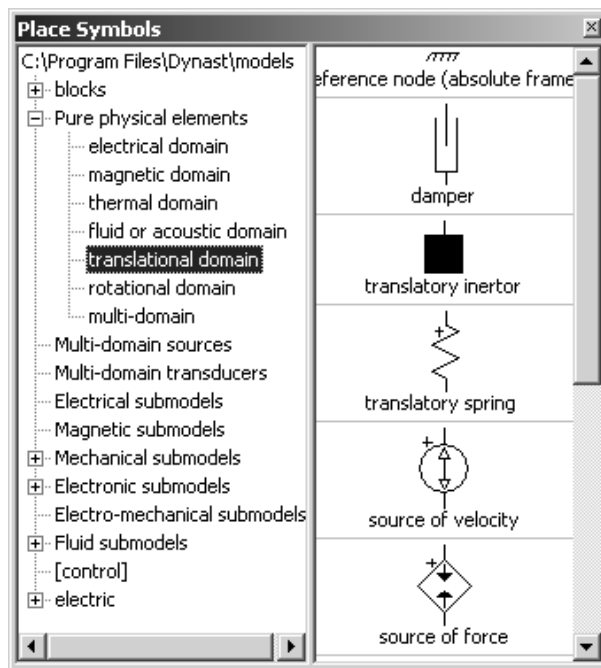 Place Symbols
C:\Program Files\Dynast\models
blocks
Pure physical elements
electrical domain
magnetic domain
thermal domain
fluid or acoustic domain
translational domain
rotational domain
multi-domain
Multi-domain sources
Multi-domain transducers
Electrical submodels
Magnetic submodels
Mechanical submodels
Electronic submodels
Electro-mechanical submodels
Fluid submodels
[control]
electric
eference node (absolute frame
damper
translatory inertor
translatory spring
source of velocity
source of force